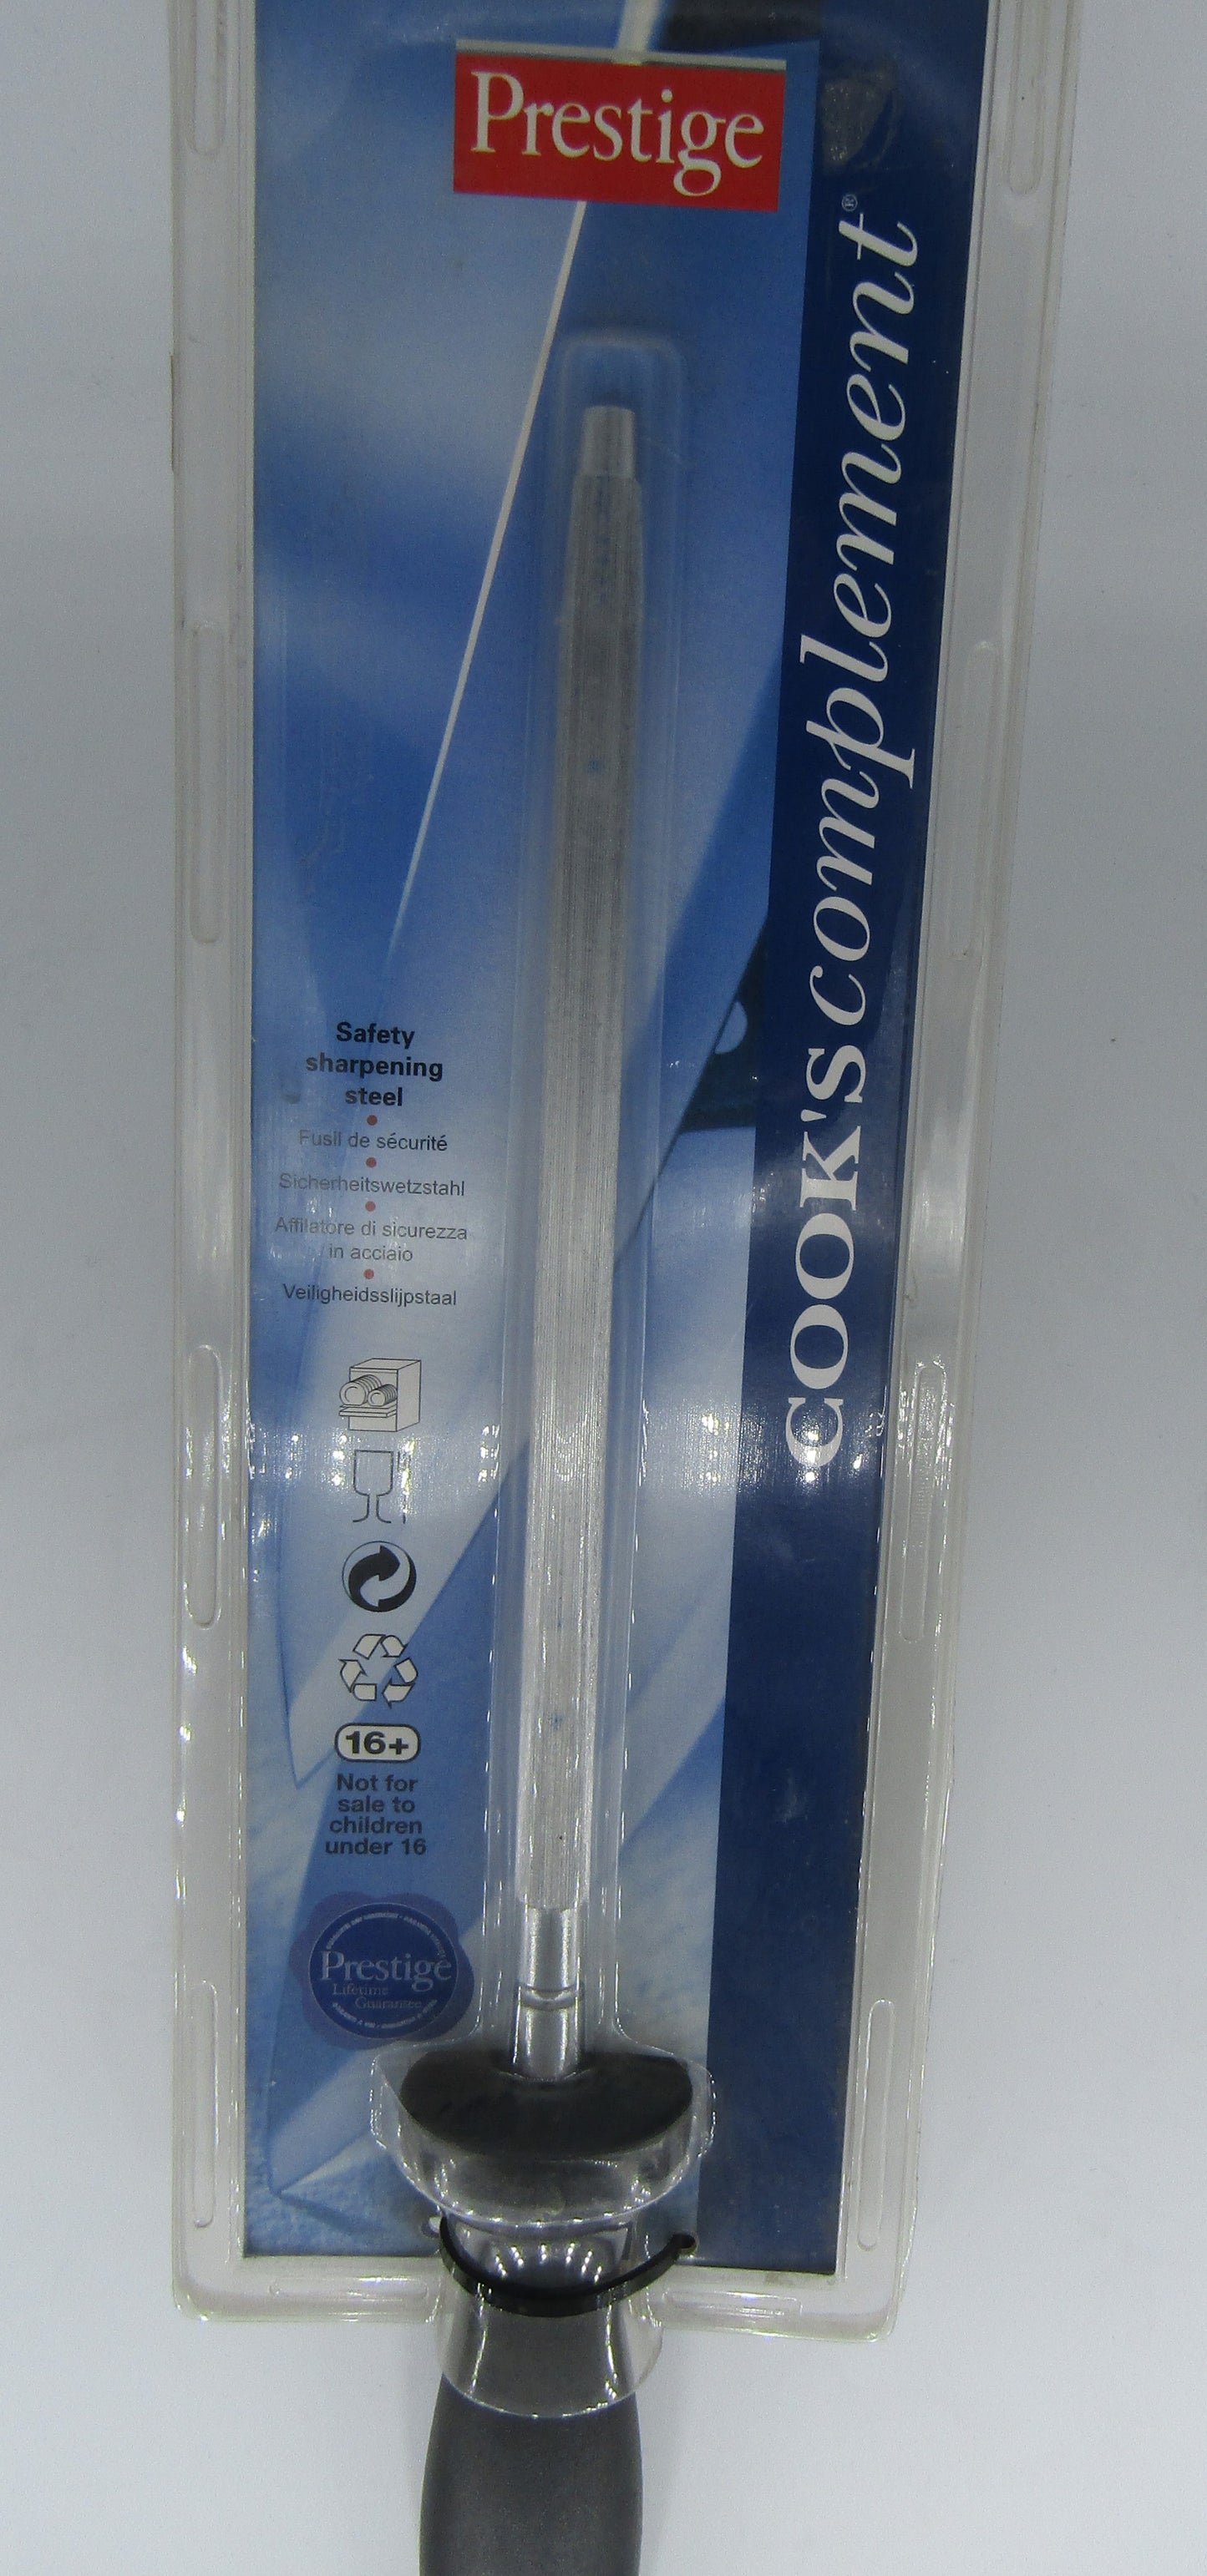 Prestige
COOK'S complement®
Safety
sharpening
steel
Fusil de sécurité
Sicherheitswetzstahl
Affilatore di sicurezza
in acciaio
Veiligheidsslijpstaal
16+
Not for
sale to
children
under 16
Prestige
Lifetime
Guarantee